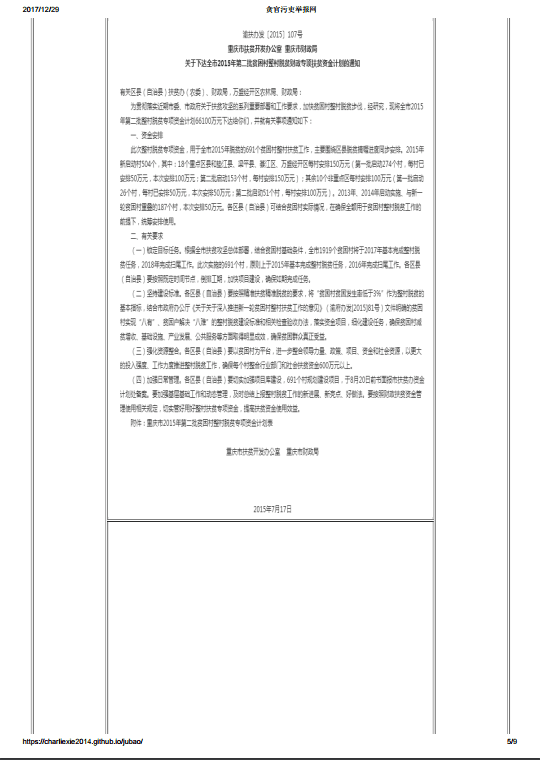 2017/12/29
贪官污吏举报网
渝扶办发〔2015〕107号
重庆市扶贫开发办公室 重庆市财政局
关于下达全市2015年第二批贫困村整村脱贫财政专项扶贫资金计划的通知
有关区县（自治县）扶贫办（农委）、财政局，万盛经开区农林局、财政局：
为贯彻落实近期市委、市政府关于扶贫攻坚的系列重要部署和工作要求，加快贫困村整村脱贫步伐，经研究，现将全市2015
年第二批整村脱贫专项资金计划66100万元下达给你们，并就有关事项通知如下：
一、资金安排
此次整村脱贫专项资金，用于全市2015年脱贫的691个贫困村整村扶贫工作，主要围绕区县脱贫摘帽进度同步安排。2015年
新启动村504个，其中：18个重点区县和垫江县、梁平县、綦江区、万盛经开区每村安排150万元（第一批启动274个村，每村已
安排50万元，本次安排100万元；第二批启动153个村，每村安排150万元）；其余10个非重点区每村安排100万元（第一批启动
26个村，每村已安排50万元，本次安排50万元；第二批启动51个村，每村安排100万元）。2013年、2014年启动实施、与新一
轮贫困村重叠的187个村，本次安排50万元。各区县（自治县）可结合贫困村实际情况，在确保全额用于贫困村整村脱贫工作的
前提下，统筹安排使用。
二、有关要求
（一）锁定目标任务。根据全市扶贫攻坚总体部署，结合贫困村基础条件，全市1919个贫困村将于2017年基本完成整村脱
贫任务，2018年完成扫尾工作。此次实施的691个村，原则上于2015年基本完成整村脱贫任务，2016年完成扫尾工作。各区县
（自治县）要按照既定时间节点，倒排工期，加快项目建设，确保如期完成任务。
（二）坚持建设标准。各区县（自治县）要按照精准扶贫精准脱贫的要求，将“贫困村贫困发生率低于3%”作为整村脱贫的
基本指标，结合市政府办公厅《关于关于深入推进新一轮贫困村整村扶贫工作的意见》（渝府办发[2015]81号）文件明确的贫困
村实现“八有”、贫困户解决“八难”的整村脱贫建设标准和相关检查验收办法，落实资金项目，细化建设任务，确保贫困村减
贫增收、基础设施、产业发展、公共服务等方面取得明显成效，确保贫困群众真正受益。
（三）强化资源整合。各区县（自治县）要以贫困村为平台，进一步整合领导力量、政策、项目、资金和社会资源，以更大
的投入强度、工作力度推进整村脱贫工作，确保每个村整合行业部门和社会扶贫资金600万元以上。
（四）加强日常管理。各区县（自治县）要切实加强项目库建设，691个村规划建设项目，于8月20日前书面报市扶贫办资金
计划处备案。要加强基层基础工作和动态管理，及时总结上报整村脱贫工作的新进展、新亮点、好做法。要按照财政扶贫资金管
理使用相关规定，切实管好用好整村扶贫专项资金，提高扶贫资金使用效益。
附件：重庆市2015年第二批贫困村整村脱贫专项资金计划表
重庆市扶贫开发办公室 重庆市财政局
2015年7月17日
https://charliexie2014.github.io/jubao/
5/9